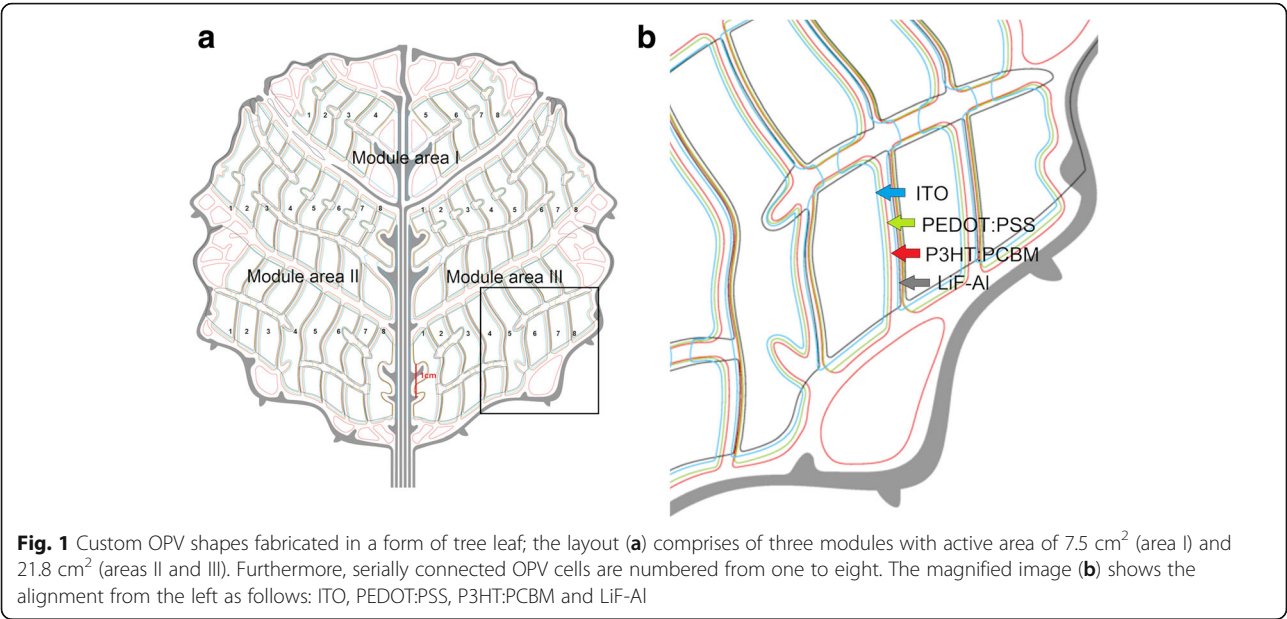 a
b
1 2 3 4 5 6 7 8
Module area I
1 2 3 4 5 6 7 8 1 2 3 4 5 6 7 8
Module area II Module area III
1 2 3 4 5 6 7 8 1 2 3 4 5 6 7 8
1cm
ITO
PEDOT:PSS
P3HT:PCBM
LiF-Al
Fig. 1 Custom OPV shapes fabricated in a form of tree leaf; the layout (a) comprises of three modules with active area of 7.5 cm² (area I) and
21.8 cm² (areas II and III). Furthermore, serially connected OPV cells are numbered from one to eight. The magnified image (b) shows the
alignment from the left as follows: ITO, PEDOT:PSS, P3HT:PCBM and LiF-Al